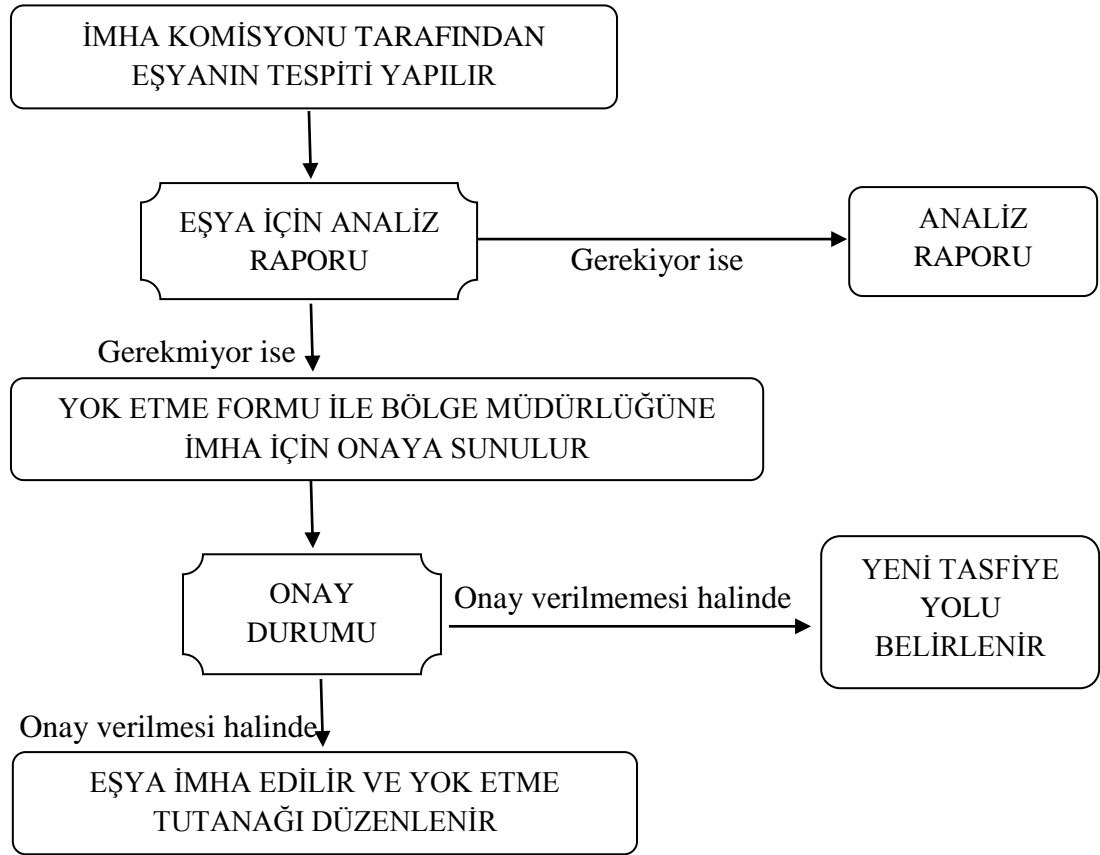 İMHA KOMİSYONU TARAFINDAN
EŞYANIN TESPİTİ YAPILIR
EŞYA İÇİN ANALİZ
RAPORU
Gerekiyor ise
ANALİZ
RAPORU
Gerekmiyor ise
YOK ETME FORMU İLE BÖLGE MÜDÜRLÜĞÜNE
İMHA İÇİN ONAYA SUNULUR
ONAY
DURUMU
Onay verilmemesi halinde
YENİ TASFİYE
YOLU
BELİRLENİR
Onay verilmesi halinde
EŞYA İMHA EDİLİR VE YOK ETME
TUTANAĞI DÜZENLENİR